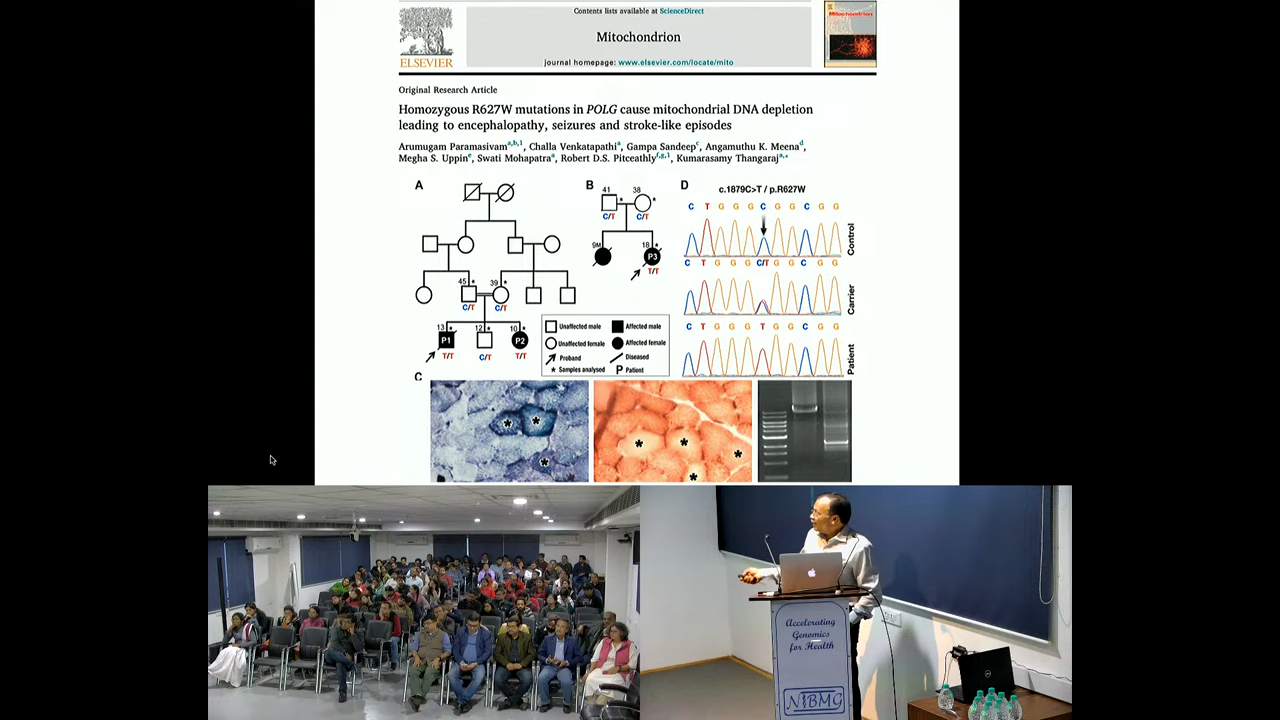 Contents lists available at ScienceDirect
Mitochondrion
ELSEVIER
journal homepage: www.elsevier.com/locate/mito
Mitochondrion
Original Research Article
Homozygous R627W mutations in POLG cause mitochondrial DNA depletion
leading to encephalopathy, seizures and stroke-like episodes
Arumugam Paramasivam a,b,1, Challa Venkatapathi a, Gampa Sandeep c, Angamuthu K. Meena d,
Megha S. Uppin e, Swati Mohapatra a, Robert D.S. Pitceathly f,g,1, Kumarasamy Thangaraj a,*
A
B
41 38
* *
C/T C/T
9M 18 *
P3
T/T
45 * 39 *
C/T C/T
13 * 12 * 10 *
P1 P2
T/T C/T T/T
Unaffected male Affected male
Unaffected female Affected female
Proband Diseased
* Samples analysed P Patient
D
c.1879C>T / p.R627W
C T G G G C G G C G G
Control
C T G G G C/T G G C G G
Carrier
C T G G G T G G C G G
Patient
C
* * *
* * * *
Accelerating
Genomics
for Health
NIBMG
DELL